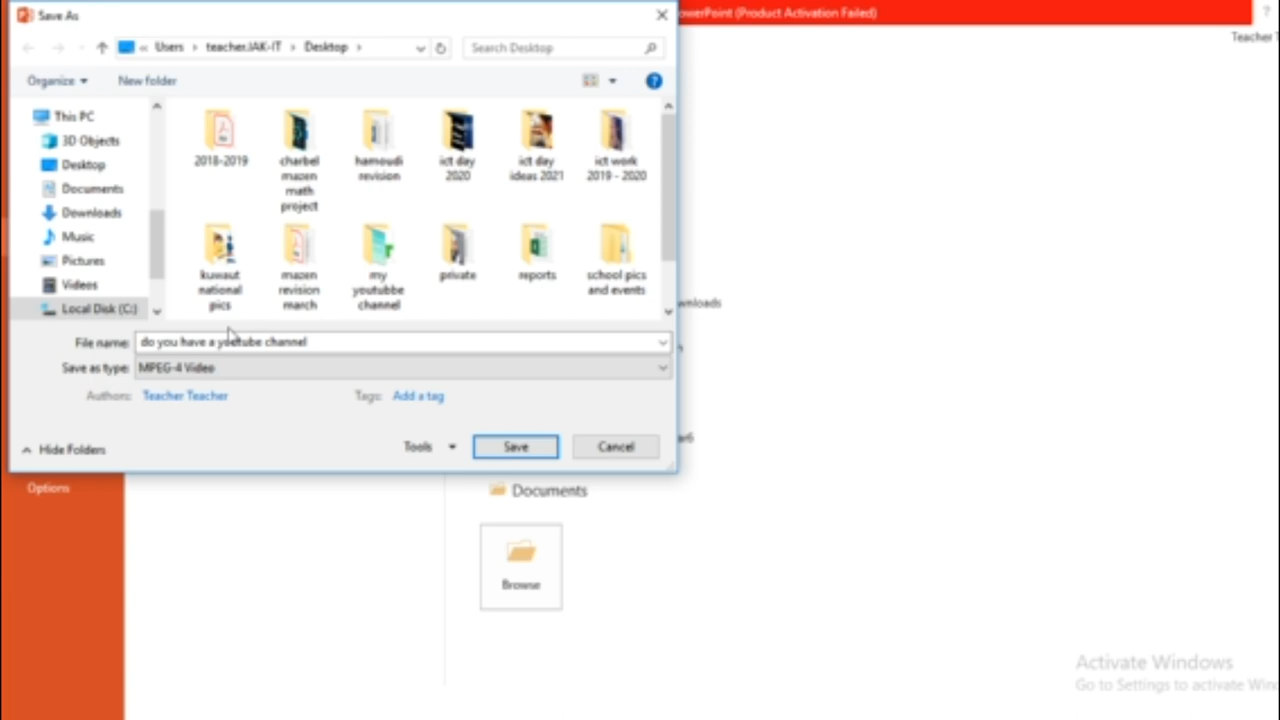 Save As
owerPoint (Product Activation Failed)
?
Teacher T
« Users › teacher.JAK-IT › Desktop ›
Search Desktop
Organize
New folder
?
This PC
3D Objects
Desktop
Documents
Downloads
Music
Pictures
Videos
Local Disk (C:)
2018-2019
charbel
mazen
math
project
hamoudi
revision
ict day
2020
ict day
ideas 2021
ict work
2019 - 2020
kuwaut
national
pics
mazen
revision
march
my
youtubbe
channel
private
reports
school pics
and events
wnloads
File name: do you have a youtube channel
Save as type: MPEG-4 Video
Authors: Teacher Teacher
Tags: Add a tag
Hide Folders
Tools
Save
Cancel
Options
Documents
Browse
Activate Windows
Go to Settings to activate Win